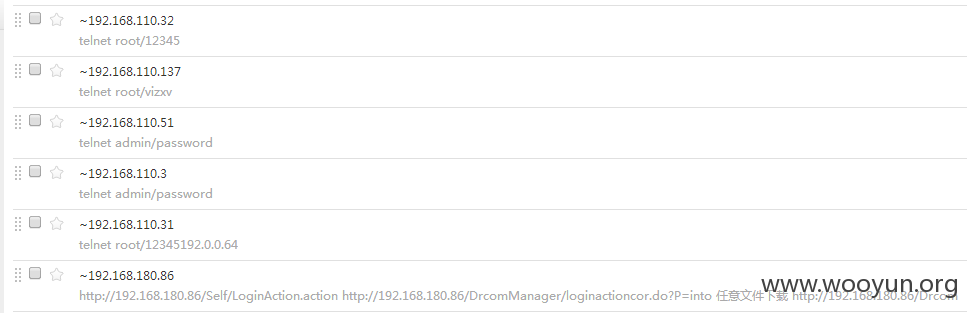 ~192.168.110.32
telnet root/12345
~192.168.110.137
telnet root/vizxv
~192.168.110.51
telnet admin/password
~192.168.110.3
telnet admin/password
~192.168.110.31
telnet root/12345192.0.0.64
~192.168.180.86
http://192.168.180.86/Self/LoginAction.action http://192.168.180.86/DrcomManager/loginactioncor.do?P=into 任意文件下载 http://192.168.180.86/Drcom
www.wooyun.org